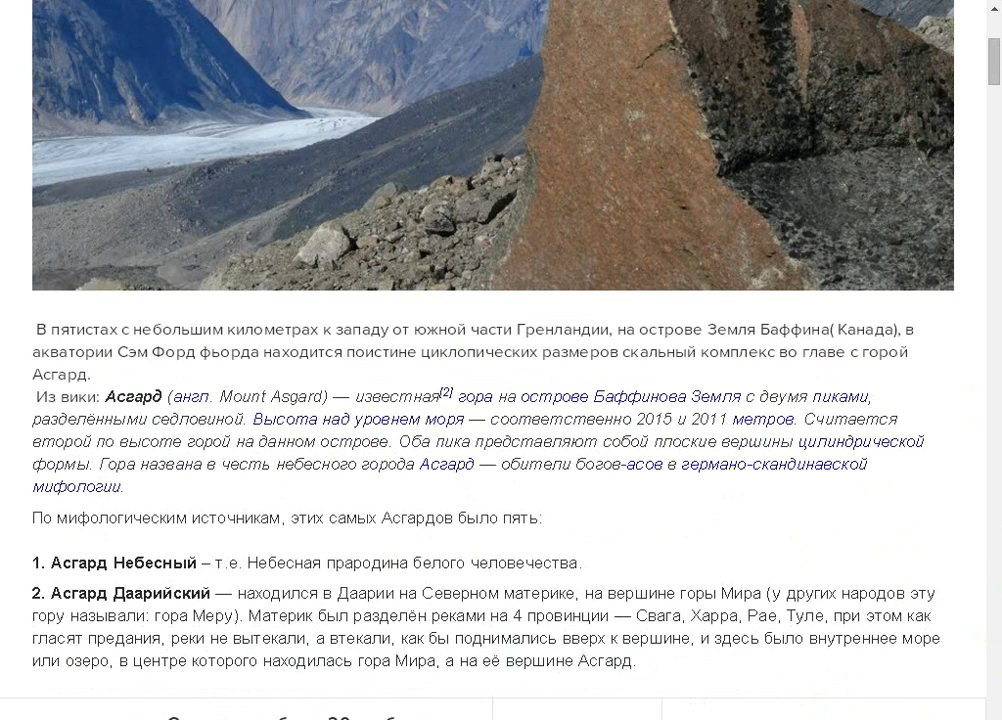 В пятистах с небольшим километрах к западу от южной части Гренландии, на острове Земля Баффина( Канада), в
акватории Сэм Форд фьорда находится поистине циклопических размеров скальный комплекс во главе с горой
Асгард.
Из вики: Асгард (англ. Mount Asgard) — известная[2] гора на острове Баффинова Земля с двумя пиками,
разделёнными седловиной. Высота над уровнем моря — соответственно 2015 и 2011 метров. Считается
второй по высоте горой на данном острове. Оба пика представляют собой плоские вершины цилиндрической
формы. Гора названа в честь небесного города Асгард — обители богов-асов в германо-скандинавской
мифологии.
По мифологическим источникам, этих самых Асгардов было пять:
1. Асгард Небесный – т.е. Небесная прародина белого человечества.
2. Асгард Даарийский — находился в Даарии на Северном материке, на вершине горы Мира (у других народов эту
гору называли: гора Меру). Материк был разделён реками на 4 провинции — Свага, Харра, Рае, Туле, при этом как
гласят предания, реки не вытекали, а втекали, как бы поднимались вверх к вершине, и здесь было внутреннее море
или озеро, в центре которого находилась гора Мира, а на её вершине Асгард.